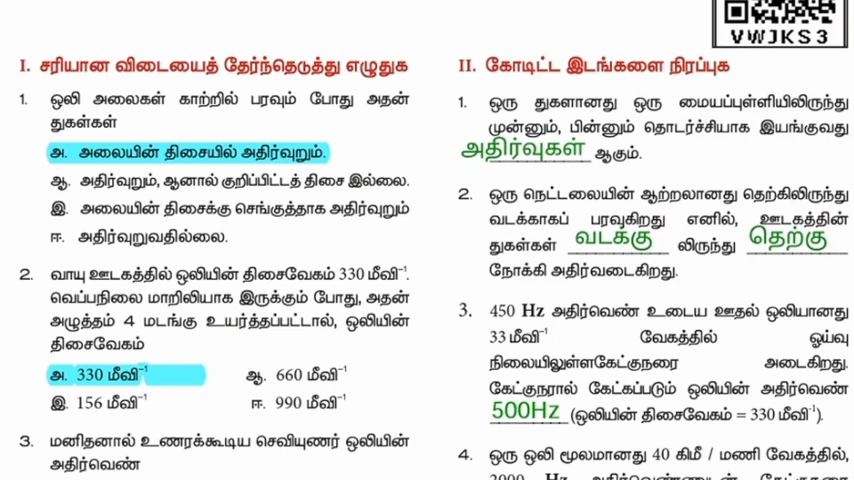 VWJKS3
I. சரியான விடையைத் தேர்ந்தெடுத்து எழுதுக
1. ஒலி அலைகள் காற்றில் பரவும் போது அதன்
துகள்கள்
அ. அலையின் திசையில் அதிர்வுறும்.
ஆ. அதிர்வுறும், ஆனால் குறிப்பிட்டத் திசை இல்லை.
இ. அலையின் திசைக்கு செங்குத்தாக அதிர்வுறும்
ஈ. அதிர்வுறுவதில்லை.
2. வாயு ஊடகத்தில் ஒலியின் திசைவேகம் 330 மீவி⁻¹.
வெப்பநிலை மாறிலியாக இருக்கும் போது, அதன்
அழுத்தம் 4 மடங்கு உயர்த்தப்பட்டால், ஒலியின்
திசைவேகம்
அ. 330 மீவி⁻¹ ஆ. 660 மீவி⁻¹
இ. 156 மீவி⁻¹ ஈ. 990 மீவி⁻¹
3. மனிதனால் உணரக்கூடிய செவியுணர் ஒலியின்
அதிர்வெண்
II. கோடிட்ட இடங்களை நிரப்புக
1. ஒரு துகளானது ஒரு மையப்புள்ளியிலிருந்து
முன்னும், பின்னும் தொடர்ச்சியாக இயங்குவது
அதிர்வுகள் ஆகும்.
2. ஒரு நெட்டலையின் ஆற்றலானது தெற்கிலிருந்து
வடக்காகப் பரவுகிறது எனில், ஊடகத்தின்
துகள்கள் வடக்கு லிருந்து தெற்கு
நோக்கி அதிர்வடைகிறது.
3. 450 Hz அதிர்வெண் உடைய ஊதல் ஒலியானது
33 மீவி⁻¹ வேகத்தில் ஓய்வு
நிலையிலுள்ளகேட்குநரை அடைகிறது.
கேட்குநரால் கேட்கப்படும் ஒலியின் அதிர்வெண்
500Hz (ஒலியின் திசைவேகம் = 330 மீவி⁻¹).
4. ஒரு ஒலி மூலமானது 40 கிமீ / மணி வேகத்தில்,